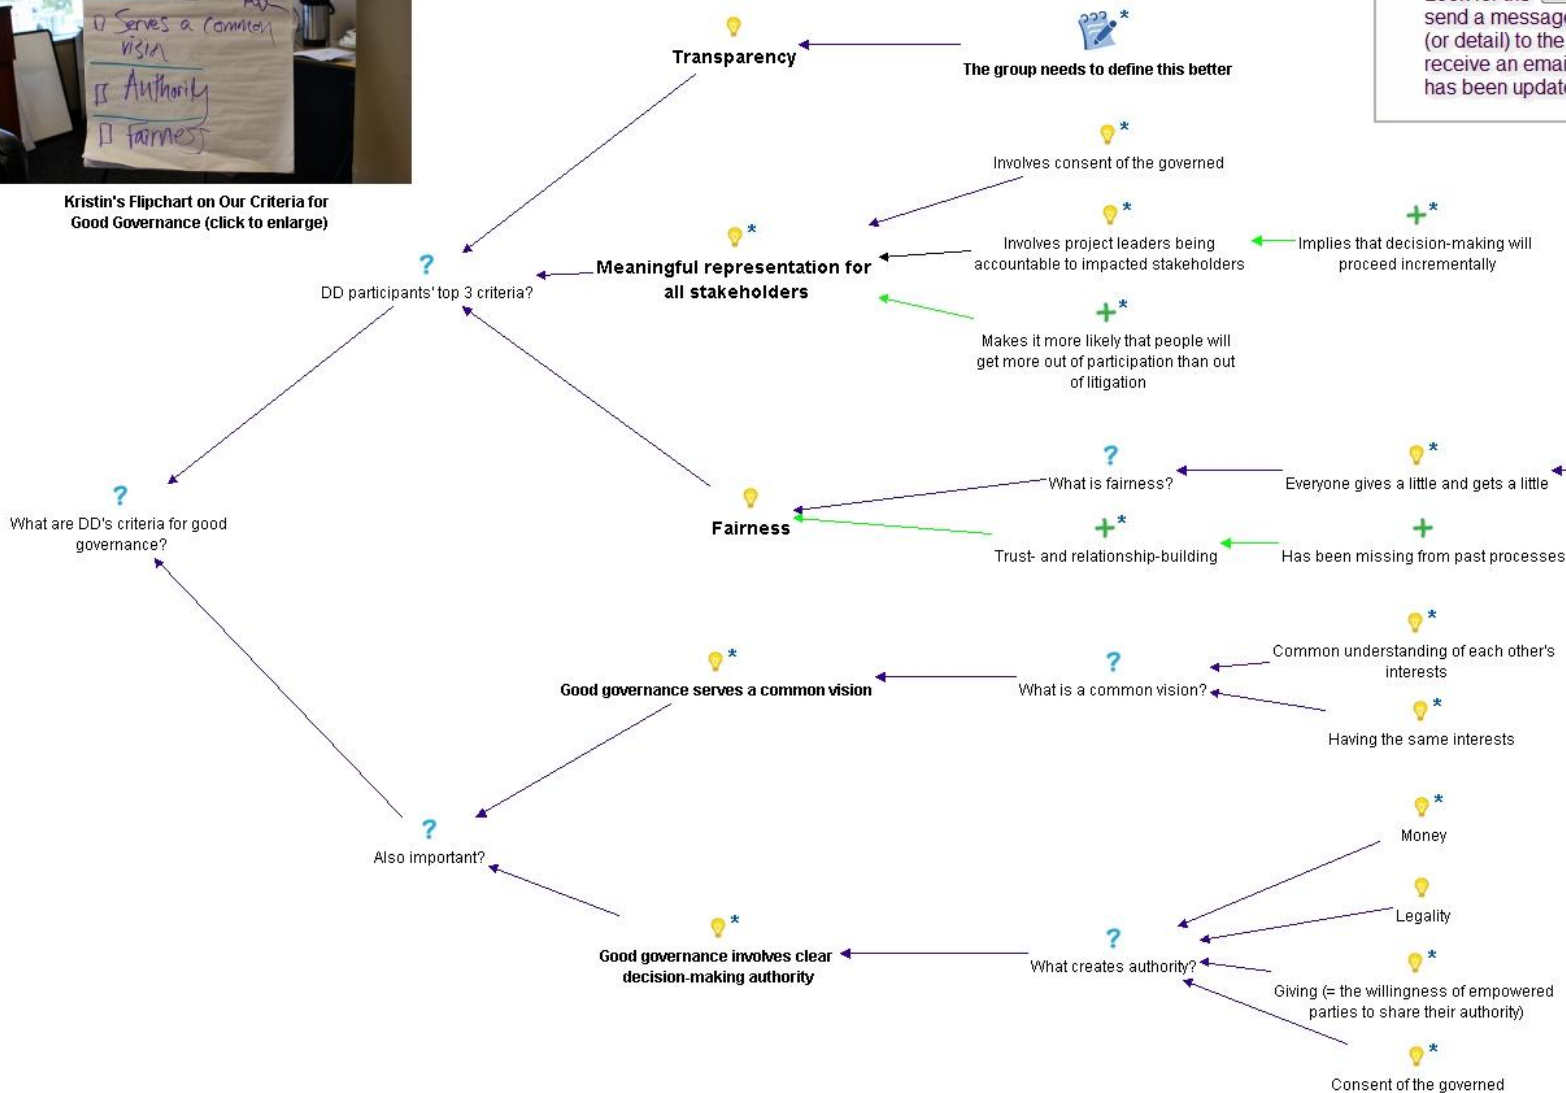 Serves a common
vision
Authority
Fairness
Kristin's Flipchart on Our Criteria for
Good Governance (click to enlarge)
send a message
(or detail) to the
receive an emai
has been update
Transparency
The group needs to define this better
Involves consent of the governed
Involves project leaders being
accountable to impacted stakeholders
Implies that decision-making will
proceed incrementally
Meaningful representation for
all stakeholders
DD participants' top 3 criteria?
Makes it more likely that people will
get more out of participation than out
of litigation
What is fairness?
Everyone gives a little and gets a little
What are DD's criteria for good
governance?
Fairness
Trust- and relationship-building
Has been missing from past processes
Common understanding of each other's
interests
Good governance serves a common vision
What is a common vision?
Having the same interests
Money
Also important?
Legality
Good governance involves clear
decision-making authority
What creates authority?
Giving (= the willingness of empowered
parties to share their authority)
Consent of the governed